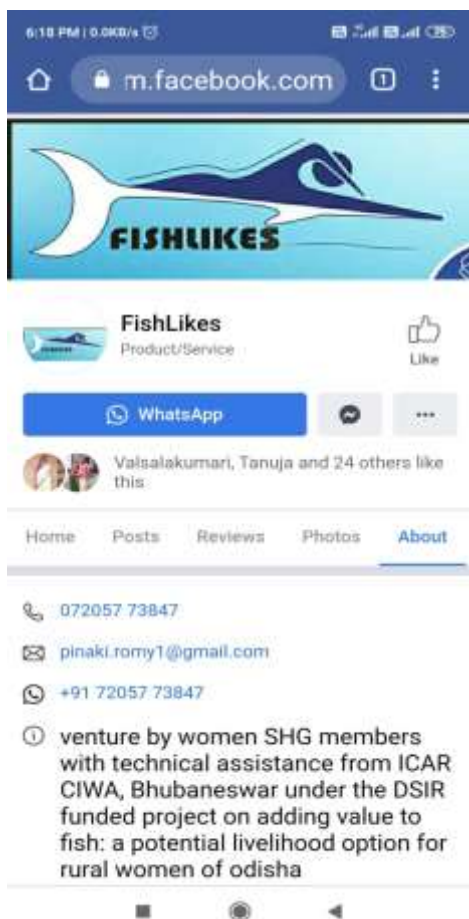 6:18 PM | 0.0KB/s
m.facebook.com
1
FISHLIKES
FishLikes
Product/Service
Like
WhatsApp
Valsalakumari, Tanuja and 24 others like
this
Home Posts Reviews Photos About
072057 73847
pinaki.romy1@gmail.com
+91 72057 73847
venture by women SHG members
with technical assistance from ICAR
CIWA, Bhubaneswar under the DSIR
funded project on adding value to
fish: a potential livelihood option for
rural women of odisha